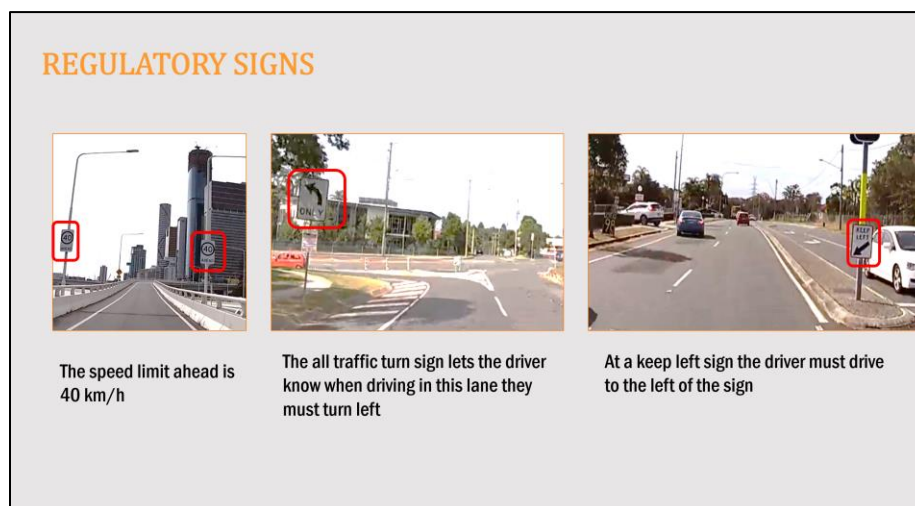 REGULATORY SIGNS
40
40
AHEAD
ONLY
KEEP
LEFT
The speed limit ahead is
40 km/h
The all traffic turn sign lets the driver
know when driving in this lane they
must turn left
At a keep left sign the driver must drive
to the left of the sign